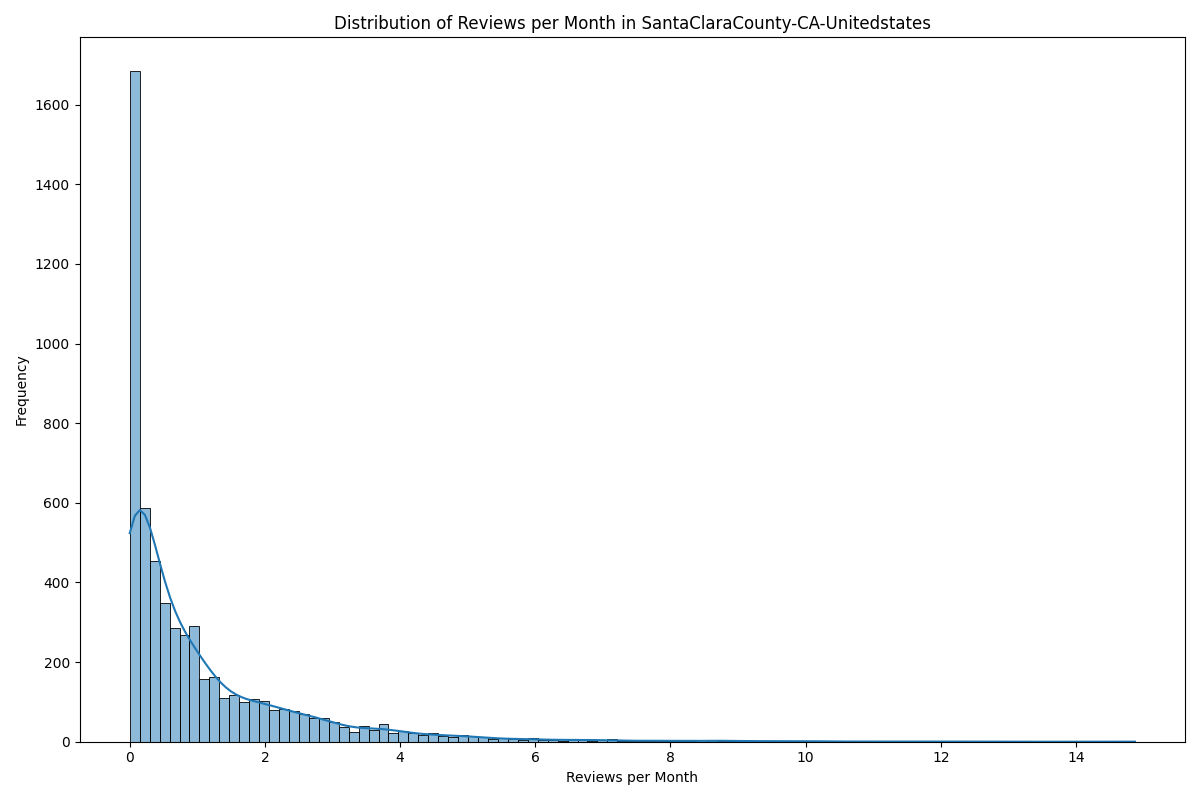 Distribution of Reviews per Month in SantaClaraCounty-CA-Unitedstates
1600
1400
1200
1000
800
600
400
200
0
Frequency
0 2 4 6 8 10 12 14
Reviews per Month